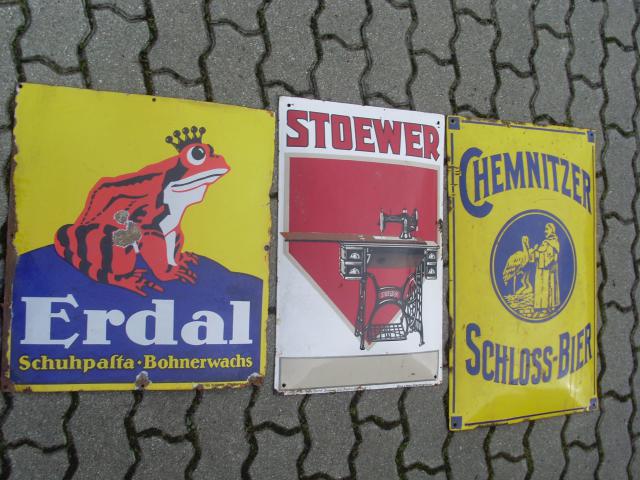 Erdal
Schuhpasta · Bohnerwachs
STOEWER
CHEMNITZER
SCHLOSS-BIER